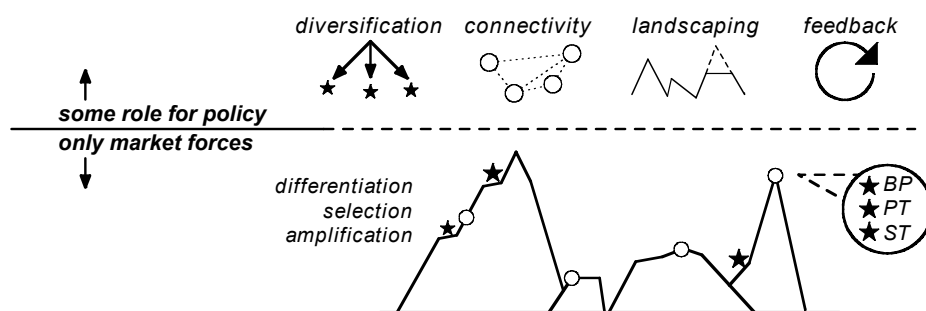 diversification connectivity landscaping feedback
some role for policy
only market forces
differentiation
selection
amplification
BP
PT
ST